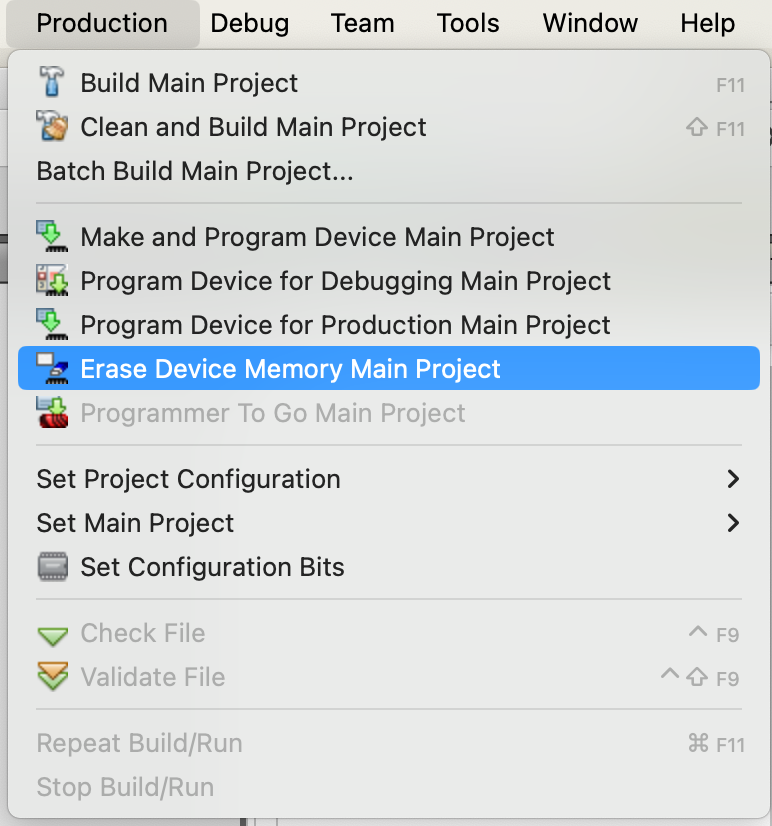 Production Debug Team Tools Window Help
Build Main Project F11
Clean and Build Main Project ⇧ F11
Batch Build Main Project...
Make and Program Device Main Project
Program Device for Debugging Main Project
Program Device for Production Main Project
Erase Device Memory Main Project
Programmer To Go Main Project
Set Project Configuration
Set Main Project
Set Configuration Bits
Check File ^ F9
Validate File ^ ⇧ F9
Repeat Build/Run ⌘ F11
Stop Build/Run